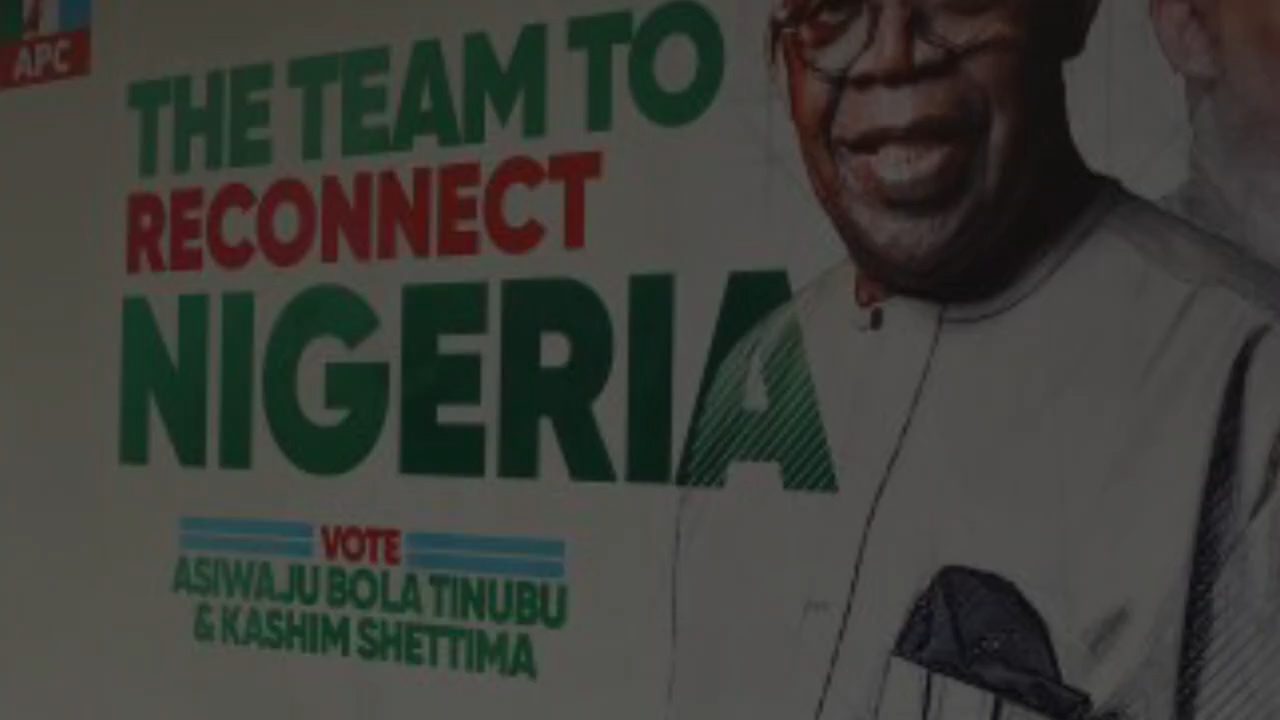 APC
THE TEAM TO
RECONNECT
NIGERIA
VOTE
ASIWAJU BOLA TINUBU
& KASHIM SHETTIMA